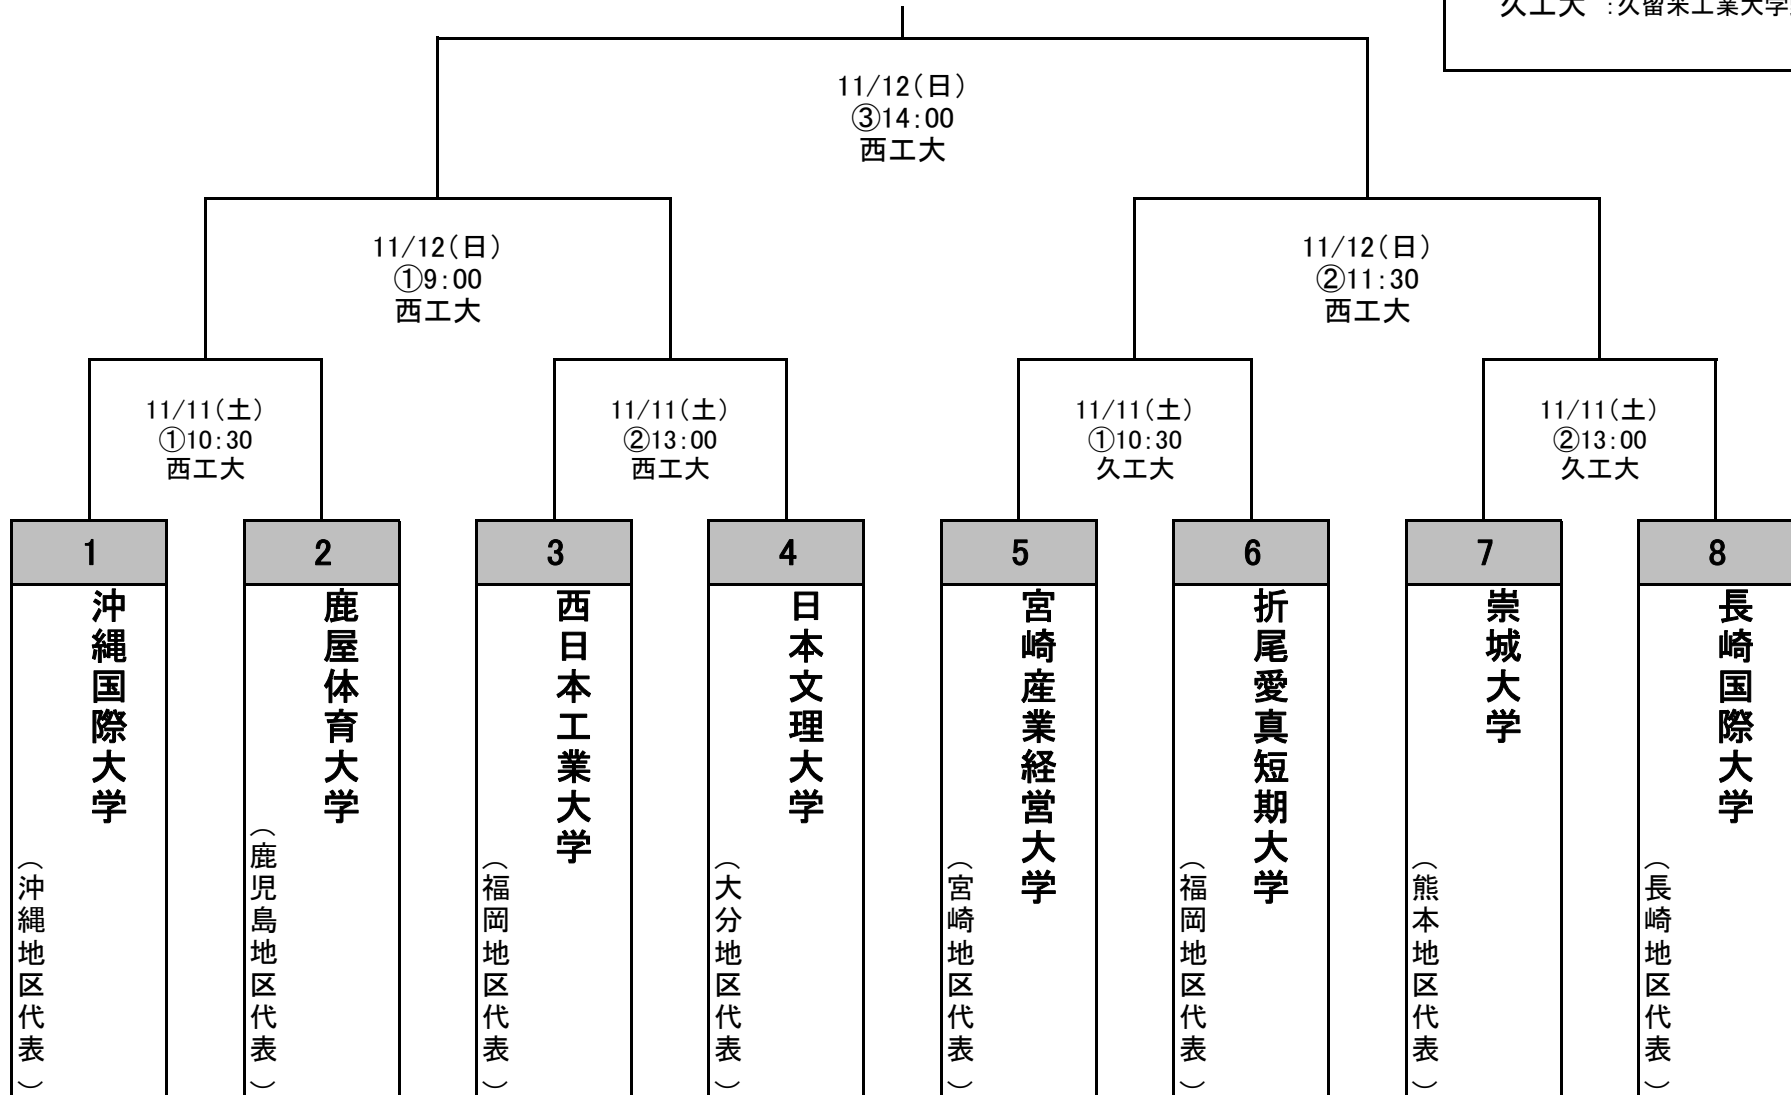 久工大 :久留米工業大学
11/12(日)
③14:00
西工大
11/12(日)
①9:00
西工大
11/12(日)
②11:30
西工大
11/11(土)
①10:30
西工大
11/11(土)
②13:00
西工大
11/11(土)
①10:30
久工大
11/11(土)
②13:00
久工大
1
2
3
4
5
6
7
8
沖縄国際大学
(沖縄地区代表)
鹿屋体育大学
(鹿児島地区代表)
西日本工業大学
(福岡地区代表)
日本文理大学
(大分地区代表)
宮崎産業経営大学
(宮崎地区代表)
折尾愛真短期大学
(福岡地区代表)
崇城大学
(熊本地区代表)
長崎国際大学
(長崎地区代表)